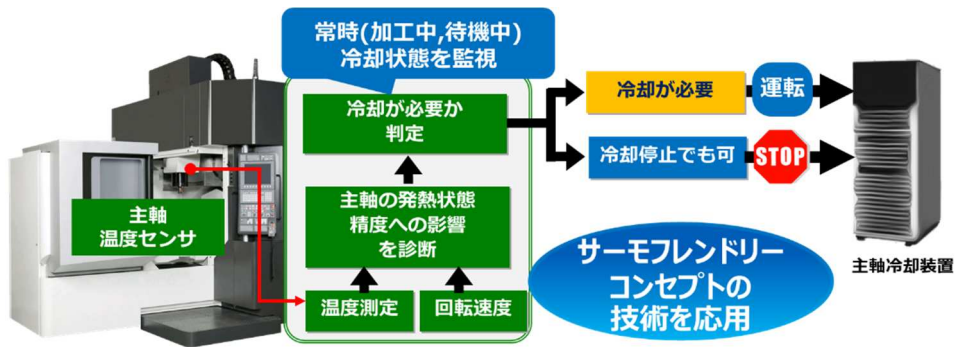 常時(加工中,待機中)
冷却状態を監視
冷却が必要か
判定
冷却が必要
運転
冷却停止でも可
STOP
主軸
温度センサ
主軸の発熱状態
精度への影響
を診断
温度測定
回転速度
サーモフレンドリー
コンセプトの
技術を応用
主軸冷却装置